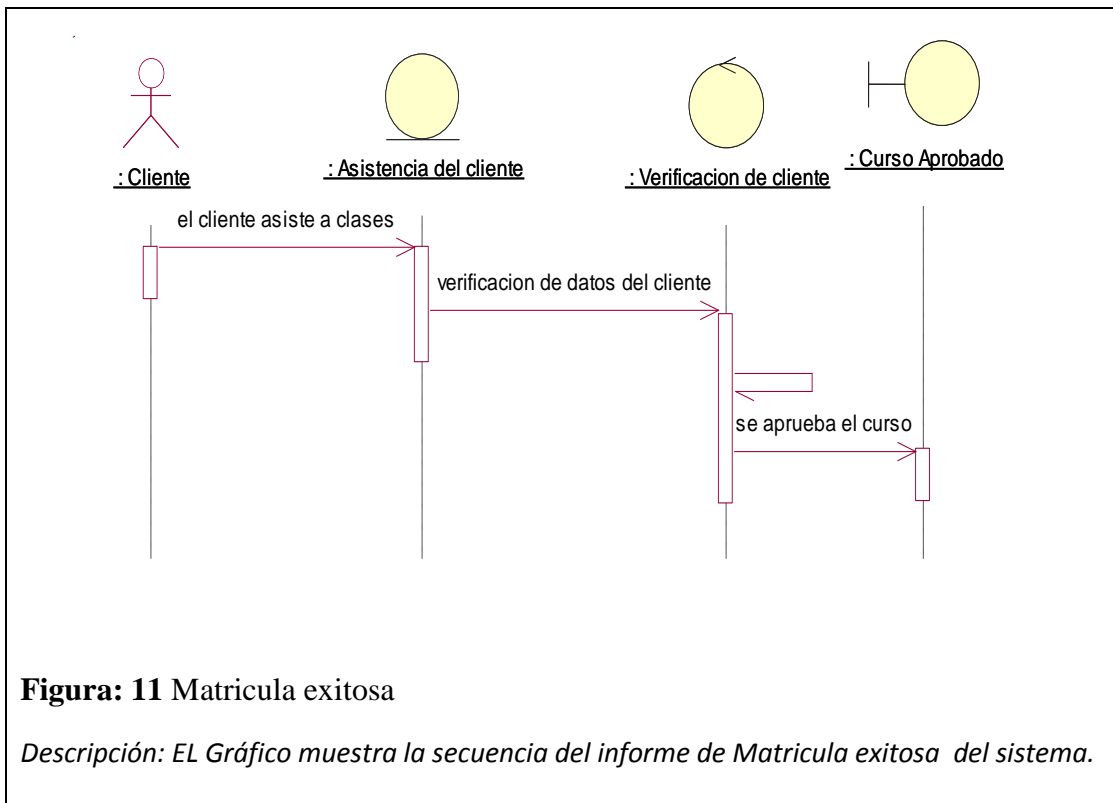 : Cliente
: Asistencia del cliente
: Verificacion de cliente
: Curso Aprobado
el cliente asiste a clases
verificacion de datos del cliente
se aprueba el curso
Figura: 11 Matricula exitosa
Descripción: EL Gráfico muestra la secuencia del informe de Matricula exitosa  del sistema.